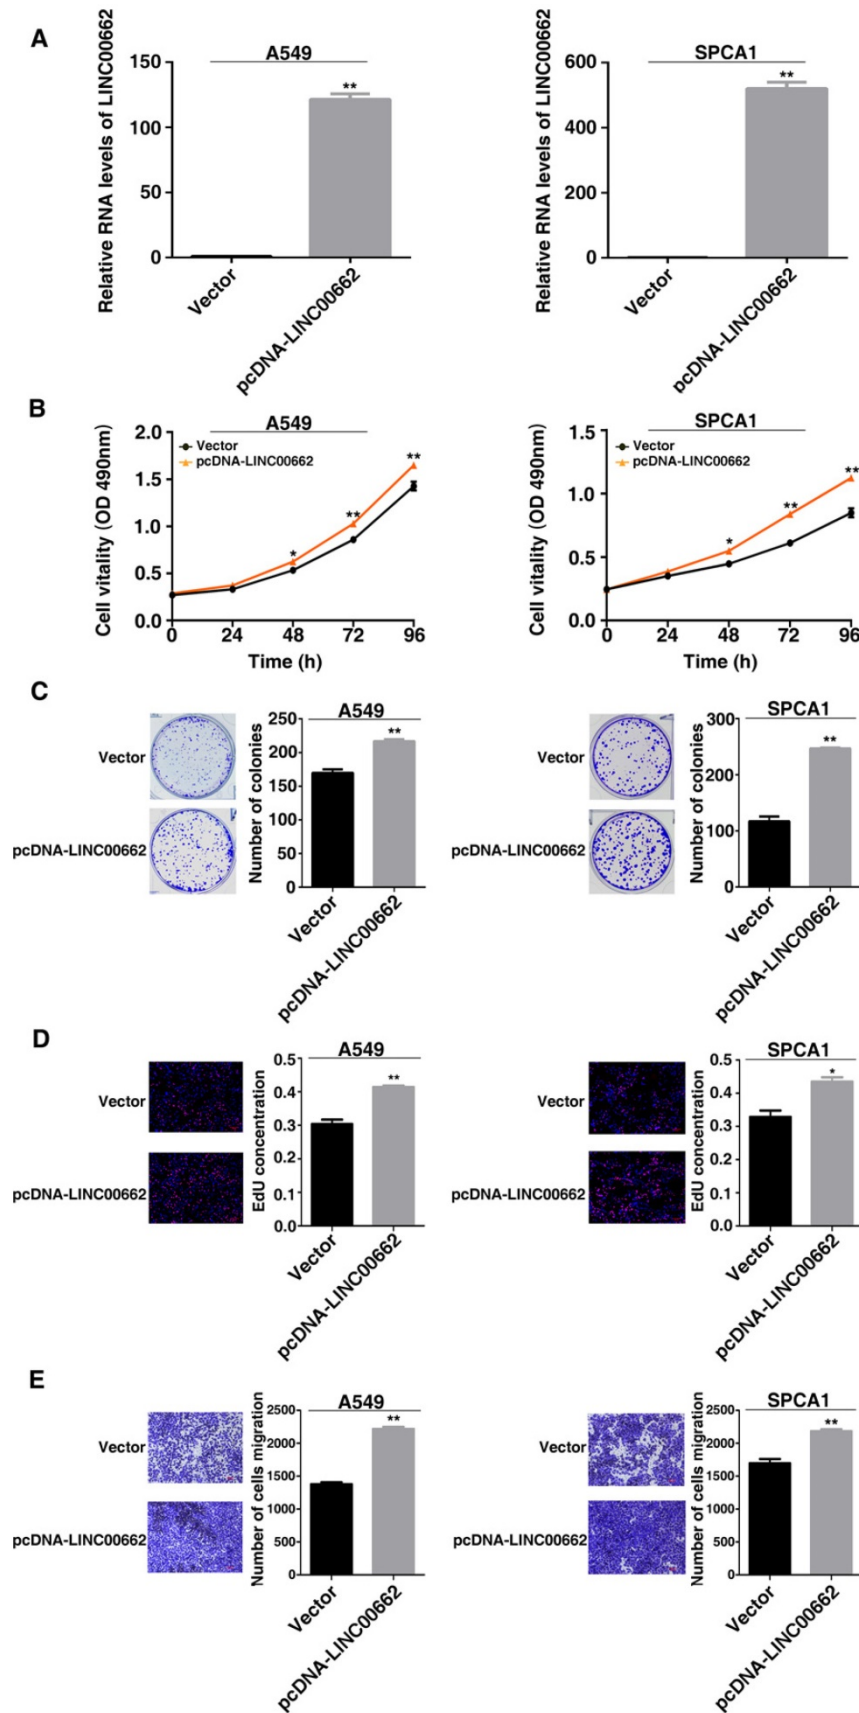 A
A549
Relative RNA levels of LINC00662
150
100
50
0
**
Vector
pcDNA-LINC00662
SPCA1
Relative RNA levels of LINC00662
600
400
200
0
**
Vector
pcDNA-LINC00662
B
A549
Cell vitality (OD 490nm)
2.0
1.5
1.0
0.5
0.0
Vector
pcDNA-LINC00662
*
**
**
0 24 48 72 96
Time (h)
SPCA1
Cell vitality (OD 490nm)
1.5
1.0
0.5
0.0
Vector
pcDNA-LINC00662
*
**
**
0 24 48 72 96
Time (h)
C
Vector
pcDNA-LINC00662
A549
Number of colonies
250
200
150
100
50
0
**
Vector
pcDNA-LINC00662
Vector
pcDNA-LINC00662
SPCA1
Number of colonies
300
200
100
0
**
Vector
pcDNA-LINC00662
D
Vector
pcDNA-LINC00662
A549
EdU concentration
0.5
0.4
0.3
0.2
0.1
0.0
**
Vector
pcDNA-LINC00662
Vector
pcDNA-LINC00662
SPCA1
EdU concentration
0.5
0.4
0.3
0.2
0.1
0.0
*
Vector
pcDNA-LINC00662
E
Vector
pcDNA-LINC00662
A549
Number of cells migration
2500
2000
1500
1000
500
0
**
Vector
pcDNA-LINC00662
Vector
pcDNA-LINC00662
SPCA1
Number of cells migration
2500
2000
1500
1000
500
0
**
Vector
pcDNA-LINC00662